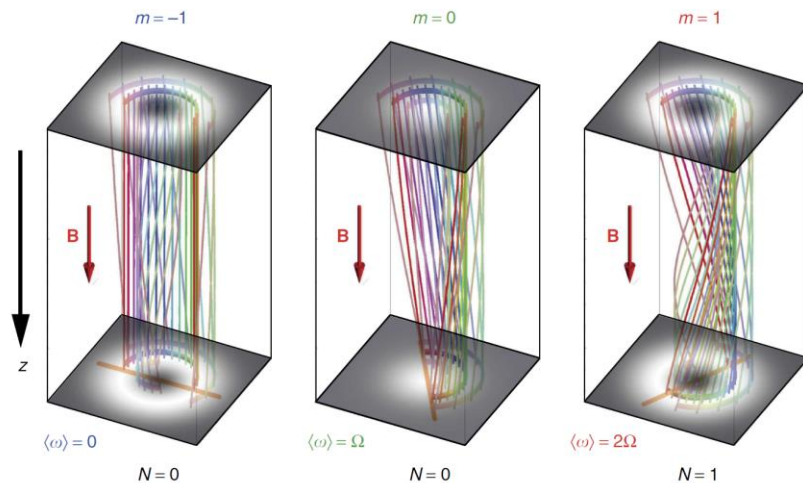 m = −1
m = 0
m = 1
B
B
B
z
⟨ω⟩ = 0
⟨ω⟩ = Ω
⟨ω⟩ = 2Ω
N = 0
N = 0
N = 1